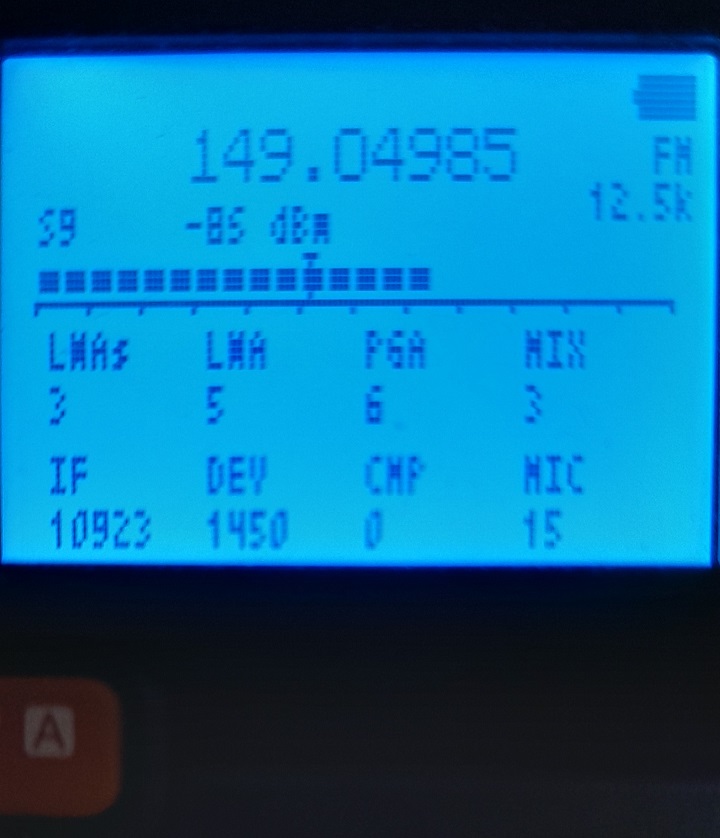 149.04985
FM
12.5k
S9 -85 dBm
LNAs LNA PGA MIX
3 5 6 3
IF DEV CMP MIC
10923 1450 0 15
A